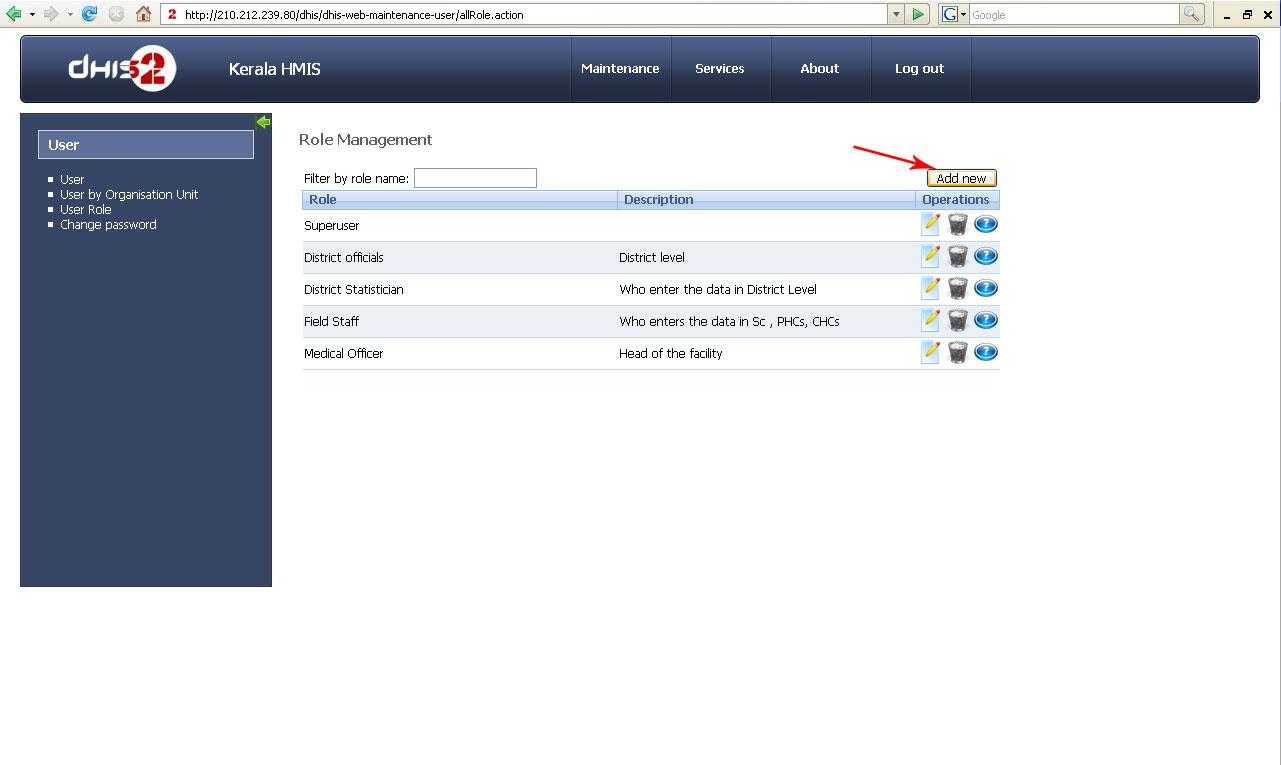 http://210.212.239.80/dhis/dhis-web-maintenance-user/allRole.action
Google
dhis2
Kerala HMIS
Maintenance
Services
About
Log out
User
User
User by Organisation Unit
User Role
Change password
Role Management
Filter by role name:
Add new
Role Description Operations
Superuser
District officials District level
District Statistician Who enter the data in District Level
Field Staff Who enters the data in Sc , PHCs, CHCs
Medical Officer Head of the facility